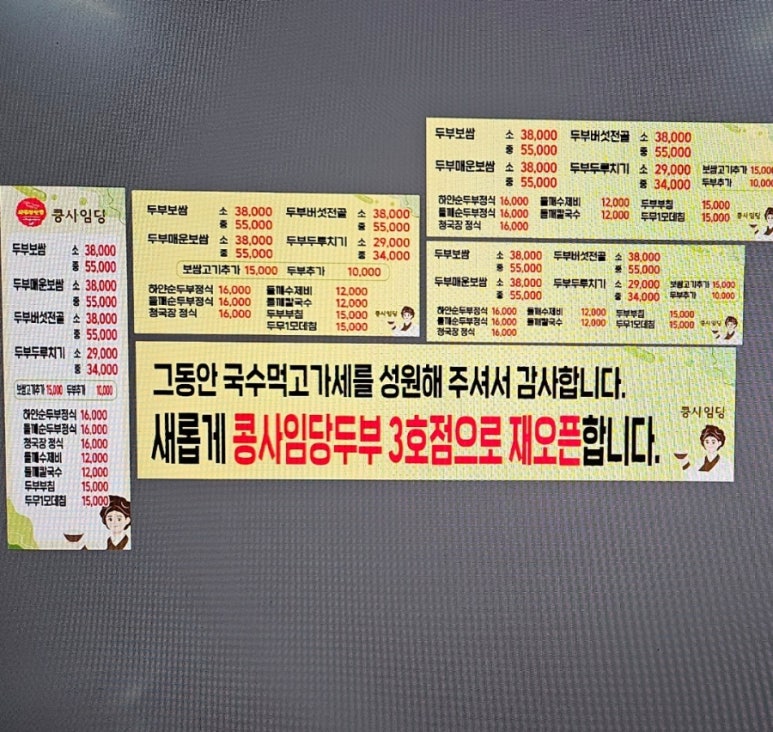 콩사임당
두부보쌈 소 38,000
중 55,000
두부매운보쌈 소 38,000
중 55,000
두부버섯전골 소 38,000
중 55,000
두부두루치기 소 29,000
중 34,000
보쌈고기추가 15,000 두부추가 10,000
하얀순두부정식 16,000
들깨순두부정식 16,000
청국장 정식 16,000
들깨수제비 12,000
들깨칼국수 12,000
두부부침 15,000
두부1모데침 15,000
두부보쌈 소 38,000 두부버섯전골 소 38,000
중 55,000 중 55,000
두부매운보쌈 소 38,000 두부두루치기 소 29,000
중 55,000 중 34,000
보쌈고기추가 15,000 두부추가 10,000
하얀순두부정식 16,000 들깨수제비 12,000
들깨순두부정식 16,000 들깨칼국수 12,000
청국장 정식 16,000 두부부침 15,000
두부1모데침 15,000
콩사임당
두부보쌈 소 38,000 두부버섯전골 소 38,000
중 55,000 중 55,000
두부매운보쌈 소 38,000 두부두루치기 소 29,000 보쌈고기추가 15,000
중 55,000 중 34,000 두부추가 10,000
하얀순두부정식 16,000 들깨수제비 12,000 두부부침 15,000
들깨순두부정식 16,000 들깨칼국수 12,000 두부1모데침 15,000
청국장 정식 16,000
콩사임당
두부보쌈 소 38,000 두부버섯전골 소 38,000
중 55,000 중 55,000
두부매운보쌈 소 38,000 두부두루치기 소 29,000 보쌈고기추가 15,000
중 55,000 중 34,000 두부추가 10,000
하얀순두부정식 16,000 들깨수제비 12,000 두부부침 15,000
들깨순두부정식 16,000 들깨칼국수 12,000 두부1모데침 15,000
청국장 정식 16,000
콩사임당
그동안 국수먹고가세를 성원해 주셔서 감사합니다.
새롭게 콩사임당두부 3호점으로 재오픈합니다.
콩사임당